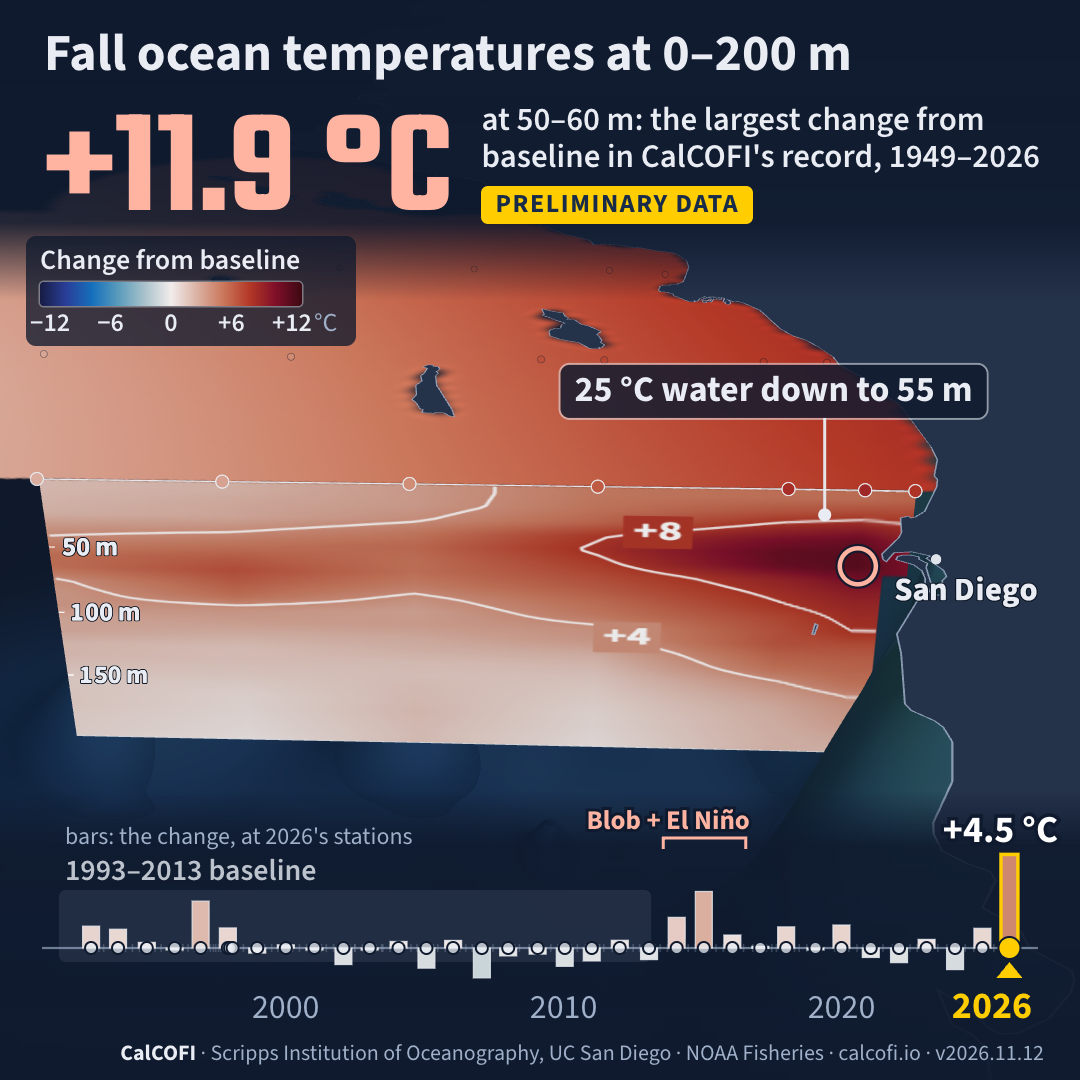 Fall ocean temperatures at 0–200 m
+11.9 °C
at 50–60 m: the largest change from
baseline in CalCOFI's record, 1949–2026
PRELIMINARY DATA
Change from baseline
−12 −6 0 +6 +12 °C
25 °C water down to 55 m
+8
50 m
San Diego
100 m
+4
150 m
Blob + El Niño
+4.5 °C
bars: the change, at 2026's stations
1993–2013 baseline
2000 2010 2020 2026
CalCOFI · Scripps Institution of Oceanography, UC San Diego · NOAA Fisheries · calcofi.io · v2026.11.12